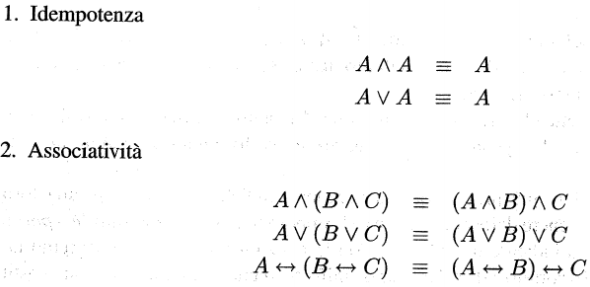 1. Idempotenza
A ∧ A ≡ A
A ∨ A ≡ A
2. Associatività
A ∧ (B ∧ C) ≡ (A ∧ B) ∧ C
A ∨ (B ∨ C) ≡ (A ∨ B) ∨ C
A ↔ (B ↔ C) ≡ (A ↔ B) ↔ C